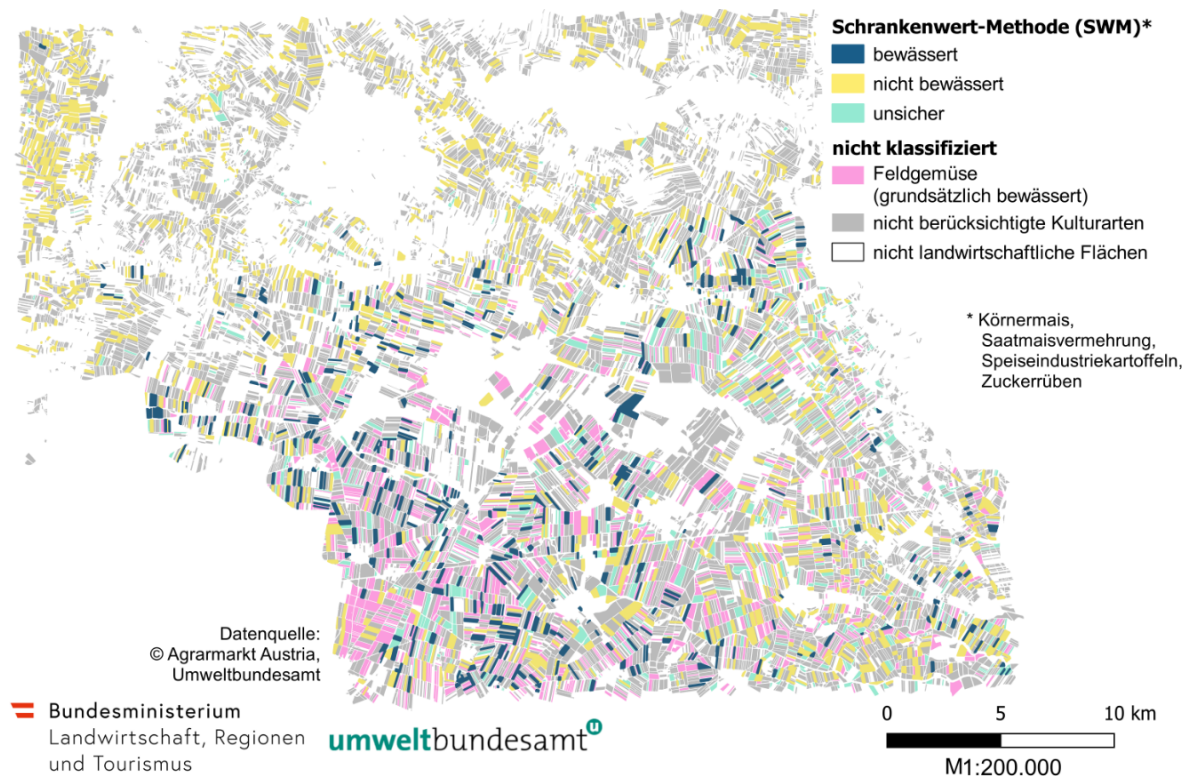 Schrankenwert-Methode (SWM)*
bewässert
nicht bewässert
unsicher
nicht klassifiziert
Feldgemüse
(grundsätzlich bewässert)
nicht berücksichtigte Kulturarten
nicht landwirtschaftliche Flächen
* Körnermais,
Saatmaisvermehrung,
Speiseindustriekartoffeln,
Zuckerrüben
Datenquelle:
© Agrarmarkt Austria,
Umweltbundesamt
Bundesministerium
Landwirtschaft, Regionen
und Tourismus
umweltbundesamt u
0 5 10 km
M1:200.000